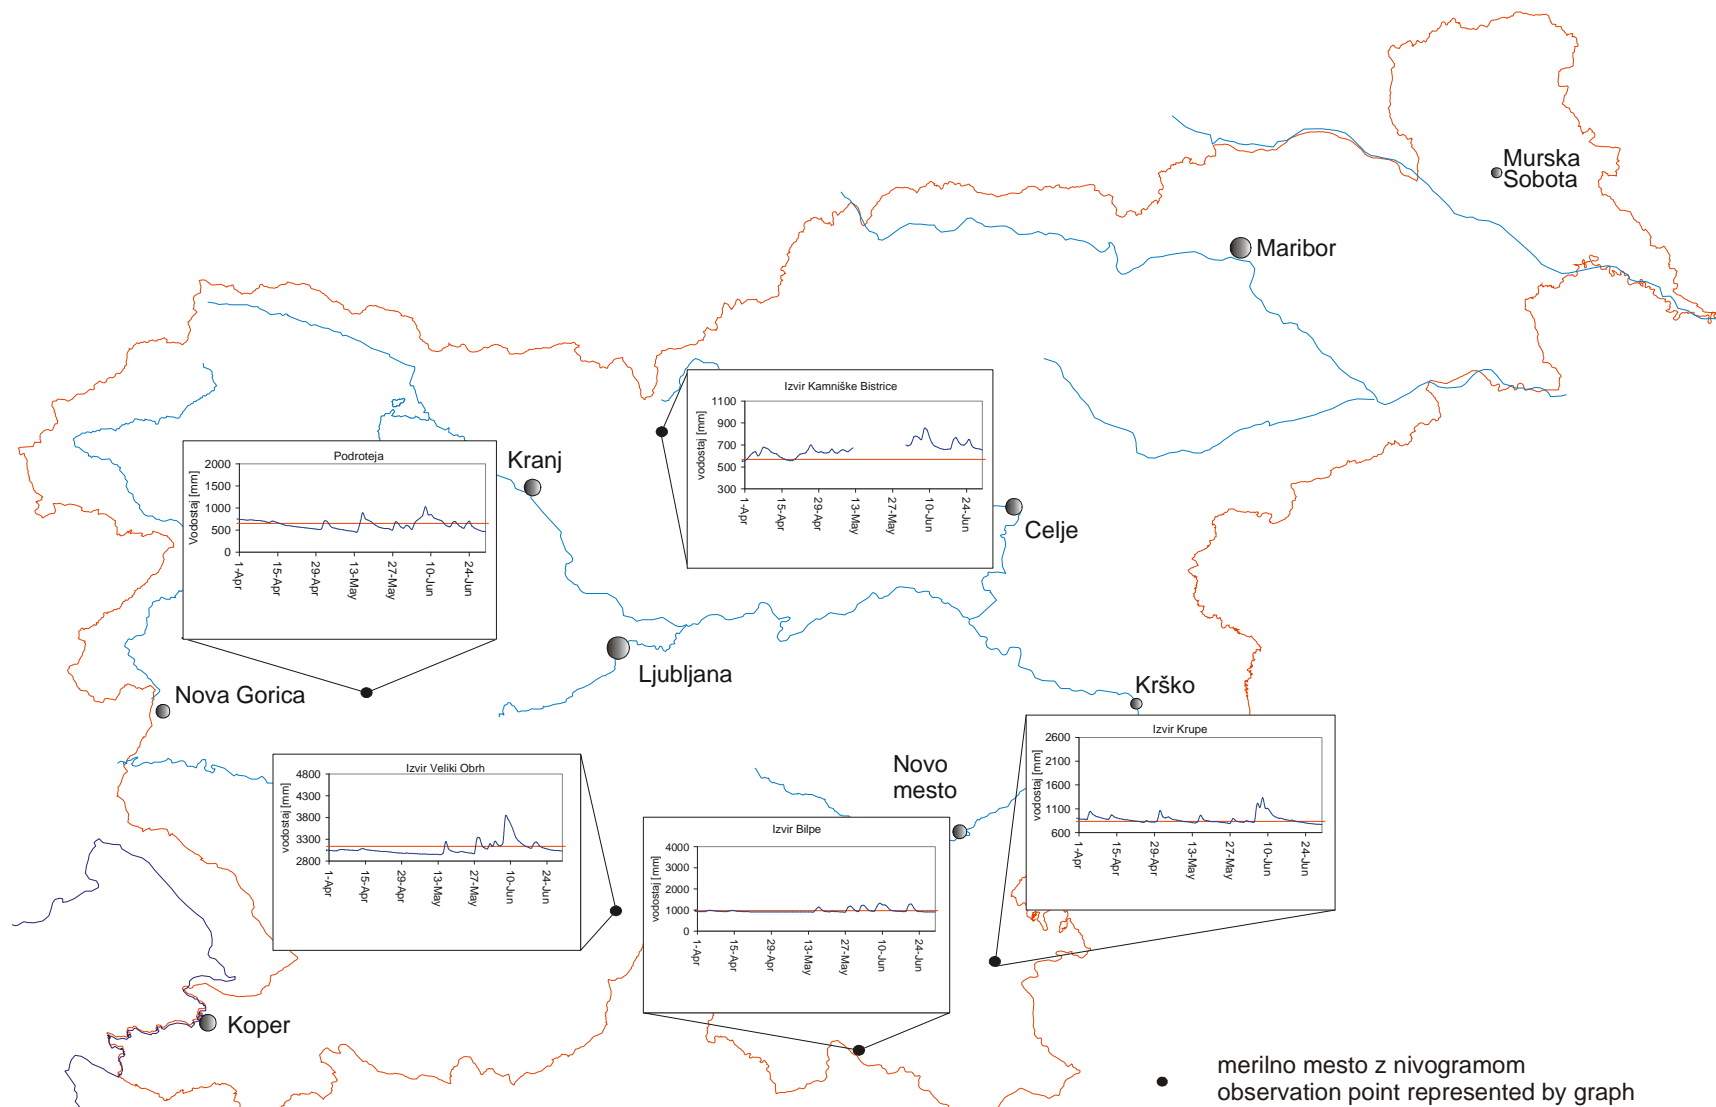 Murska
Sobota
Maribor
Izvir Kamniške Bistrice
vodostaj [mm]
1100
900
700
500
300
1-Apr
15-Apr
29-Apr
13-May
27-May
10-Jun
24-Jun
Podroteja
Vodostaj [mm]
2000
1500
1000
500
0
1-Apr
15-Apr
29-Apr
13-May
27-May
10-Jun
24-Jun
Kranj
Celje
Ljubljana
Nova Gorica
Krško
Izvir Krupe
vodostaj [mm]
2600
2100
1600
1100
600
1-Apr
15-Apr
29-Apr
13-May
27-May
10-Jun
24-Jun
Izvir Veliki Obrh
vodostaj [mm]
4800
4300
3800
3300
2800
1-Apr
15-Apr
29-Apr
13-May
27-May
10-Jun
24-Jun
Novo
mesto
Izvir Bilpe
vodostaj [mm]
4000
3000
2000
1000
0
1-Apr
15-Apr
29-Apr
13-May
27-May
10-Jun
24-Jun
Koper
merilno mesto z nivogramom
observation point represented by graph